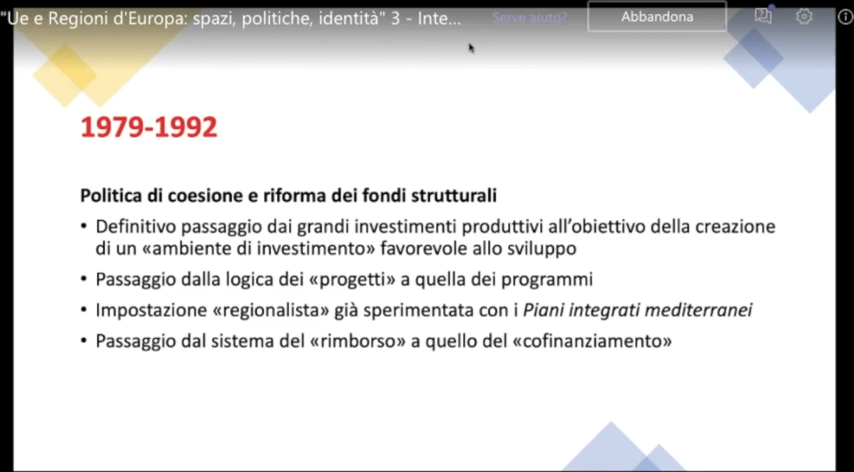 "Ue e Regioni d'Europa: spazi, politiche, identità" 3 - Inte...
Serve aiuto?
Abbandona
1979-1992
Politica di coesione e riforma dei fondi strutturali
• Definitivo passaggio dai grandi investimenti produttivi all'obiettivo della creazione
di un «ambiente di investimento» favorevole allo sviluppo
• Passaggio dalla logica dei «progetti» a quella dei programmi
• Impostazione «regionalista» già sperimentata con i Piani integrati mediterranei
• Passaggio dal sistema del «rimborso» a quello del «cofinanziamento»